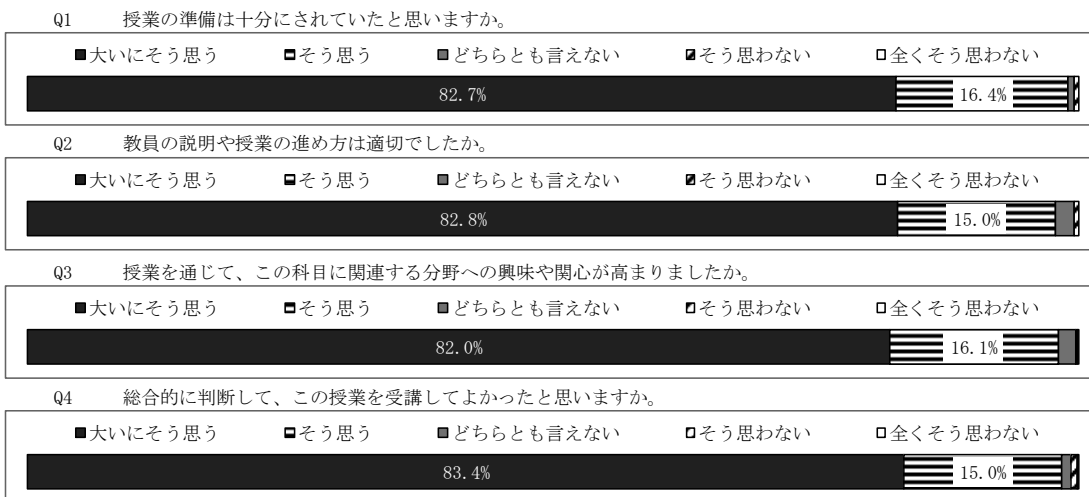 Q1 授業の準備は十分にされていたと思いますか。
■大いにそう思う 〓そう思う ■どちらとも言えない そう思わない □全くそう思わない
82.7% 16.4%
Q2 教員の説明や授業の進め方は適切でしたか。
■大いにそう思う そう思う ■どちらとも言えない そう思わない □全くそう思わない
82.8% 15.0%
Q3 授業を通じて、この科目に関連する分野への興味や関心が高まりましたか。
■大いにそう思う そう思う ■どちらとも言えない そう思わない □全くそう思わない
82.0% 16.1%
Q4 総合的に判断して、この授業を受講してよかったと思いますか。
■大いにそう思う そう思う ■どちらとも言えない そう思わない □全くそう思わない
83.4% 15.0%